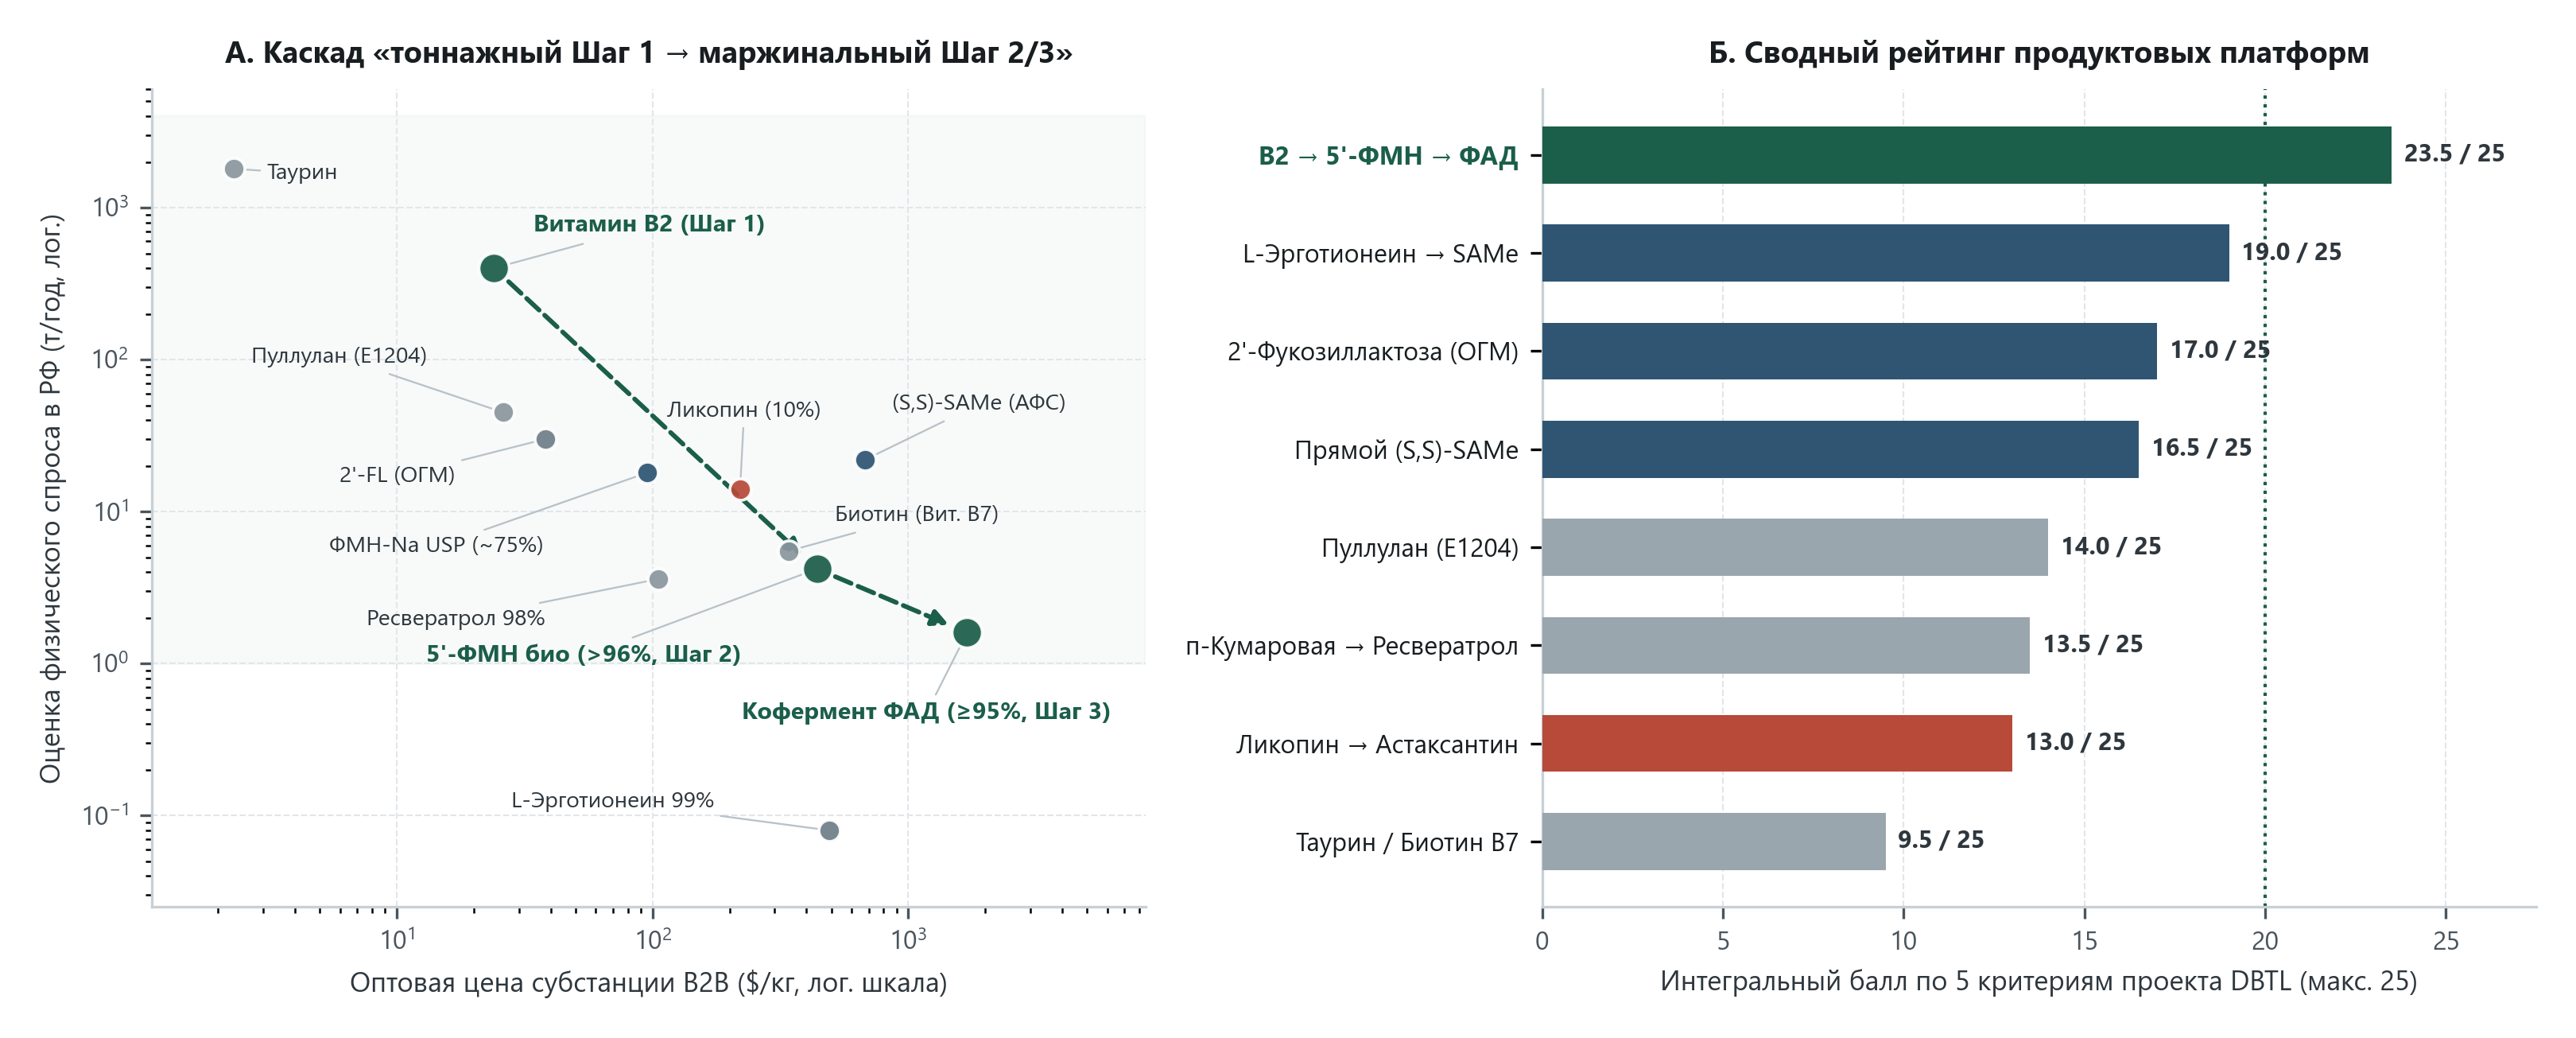 А. Каскад «тоннажный Шаг 1 → маржинальный Шаг 2/3»
Оценка физического спроса в РФ (т/год, лог.)
10³
10²
10¹
10⁰
10⁻¹
Таурин
Витамин B2 (Шаг 1)
Пуллулан (E1204)
Ликопин (10%)
(S,S)-SAMe (АФС)
2'-FL (ОГМ)
Биотин (Вит. B7)
ФМН-Na USP (~75%)
Ресвератрол 98%
5'-ФМН био (>96%, Шаг 2)
Кофермент ФАД (≥95%, Шаг 3)
L-Эрготионеин 99%
10¹
10²
10³
Оптовая цена субстанции B2B ($/кг, лог. шкала)
Б. Сводный рейтинг продуктовых платформ
B2 → 5'-ФМН → ФАД
23.5 / 25
L-Эрготионеин → SAMe
19.0 / 25
2'-Фукозиллактоза (ОГМ)
17.0 / 25
Прямой (S,S)-SAMe
16.5 / 25
Пуллулан (E1204)
14.0 / 25
п-Кумаровая → Ресвератрол
13.5 / 25
Ликопин → Астаксантин
13.0 / 25
Таурин / Биотин B7
9.5 / 25
0
5
10
15
20
25
Интегральный балл по 5 критериям проекта DBTL (макс. 25)